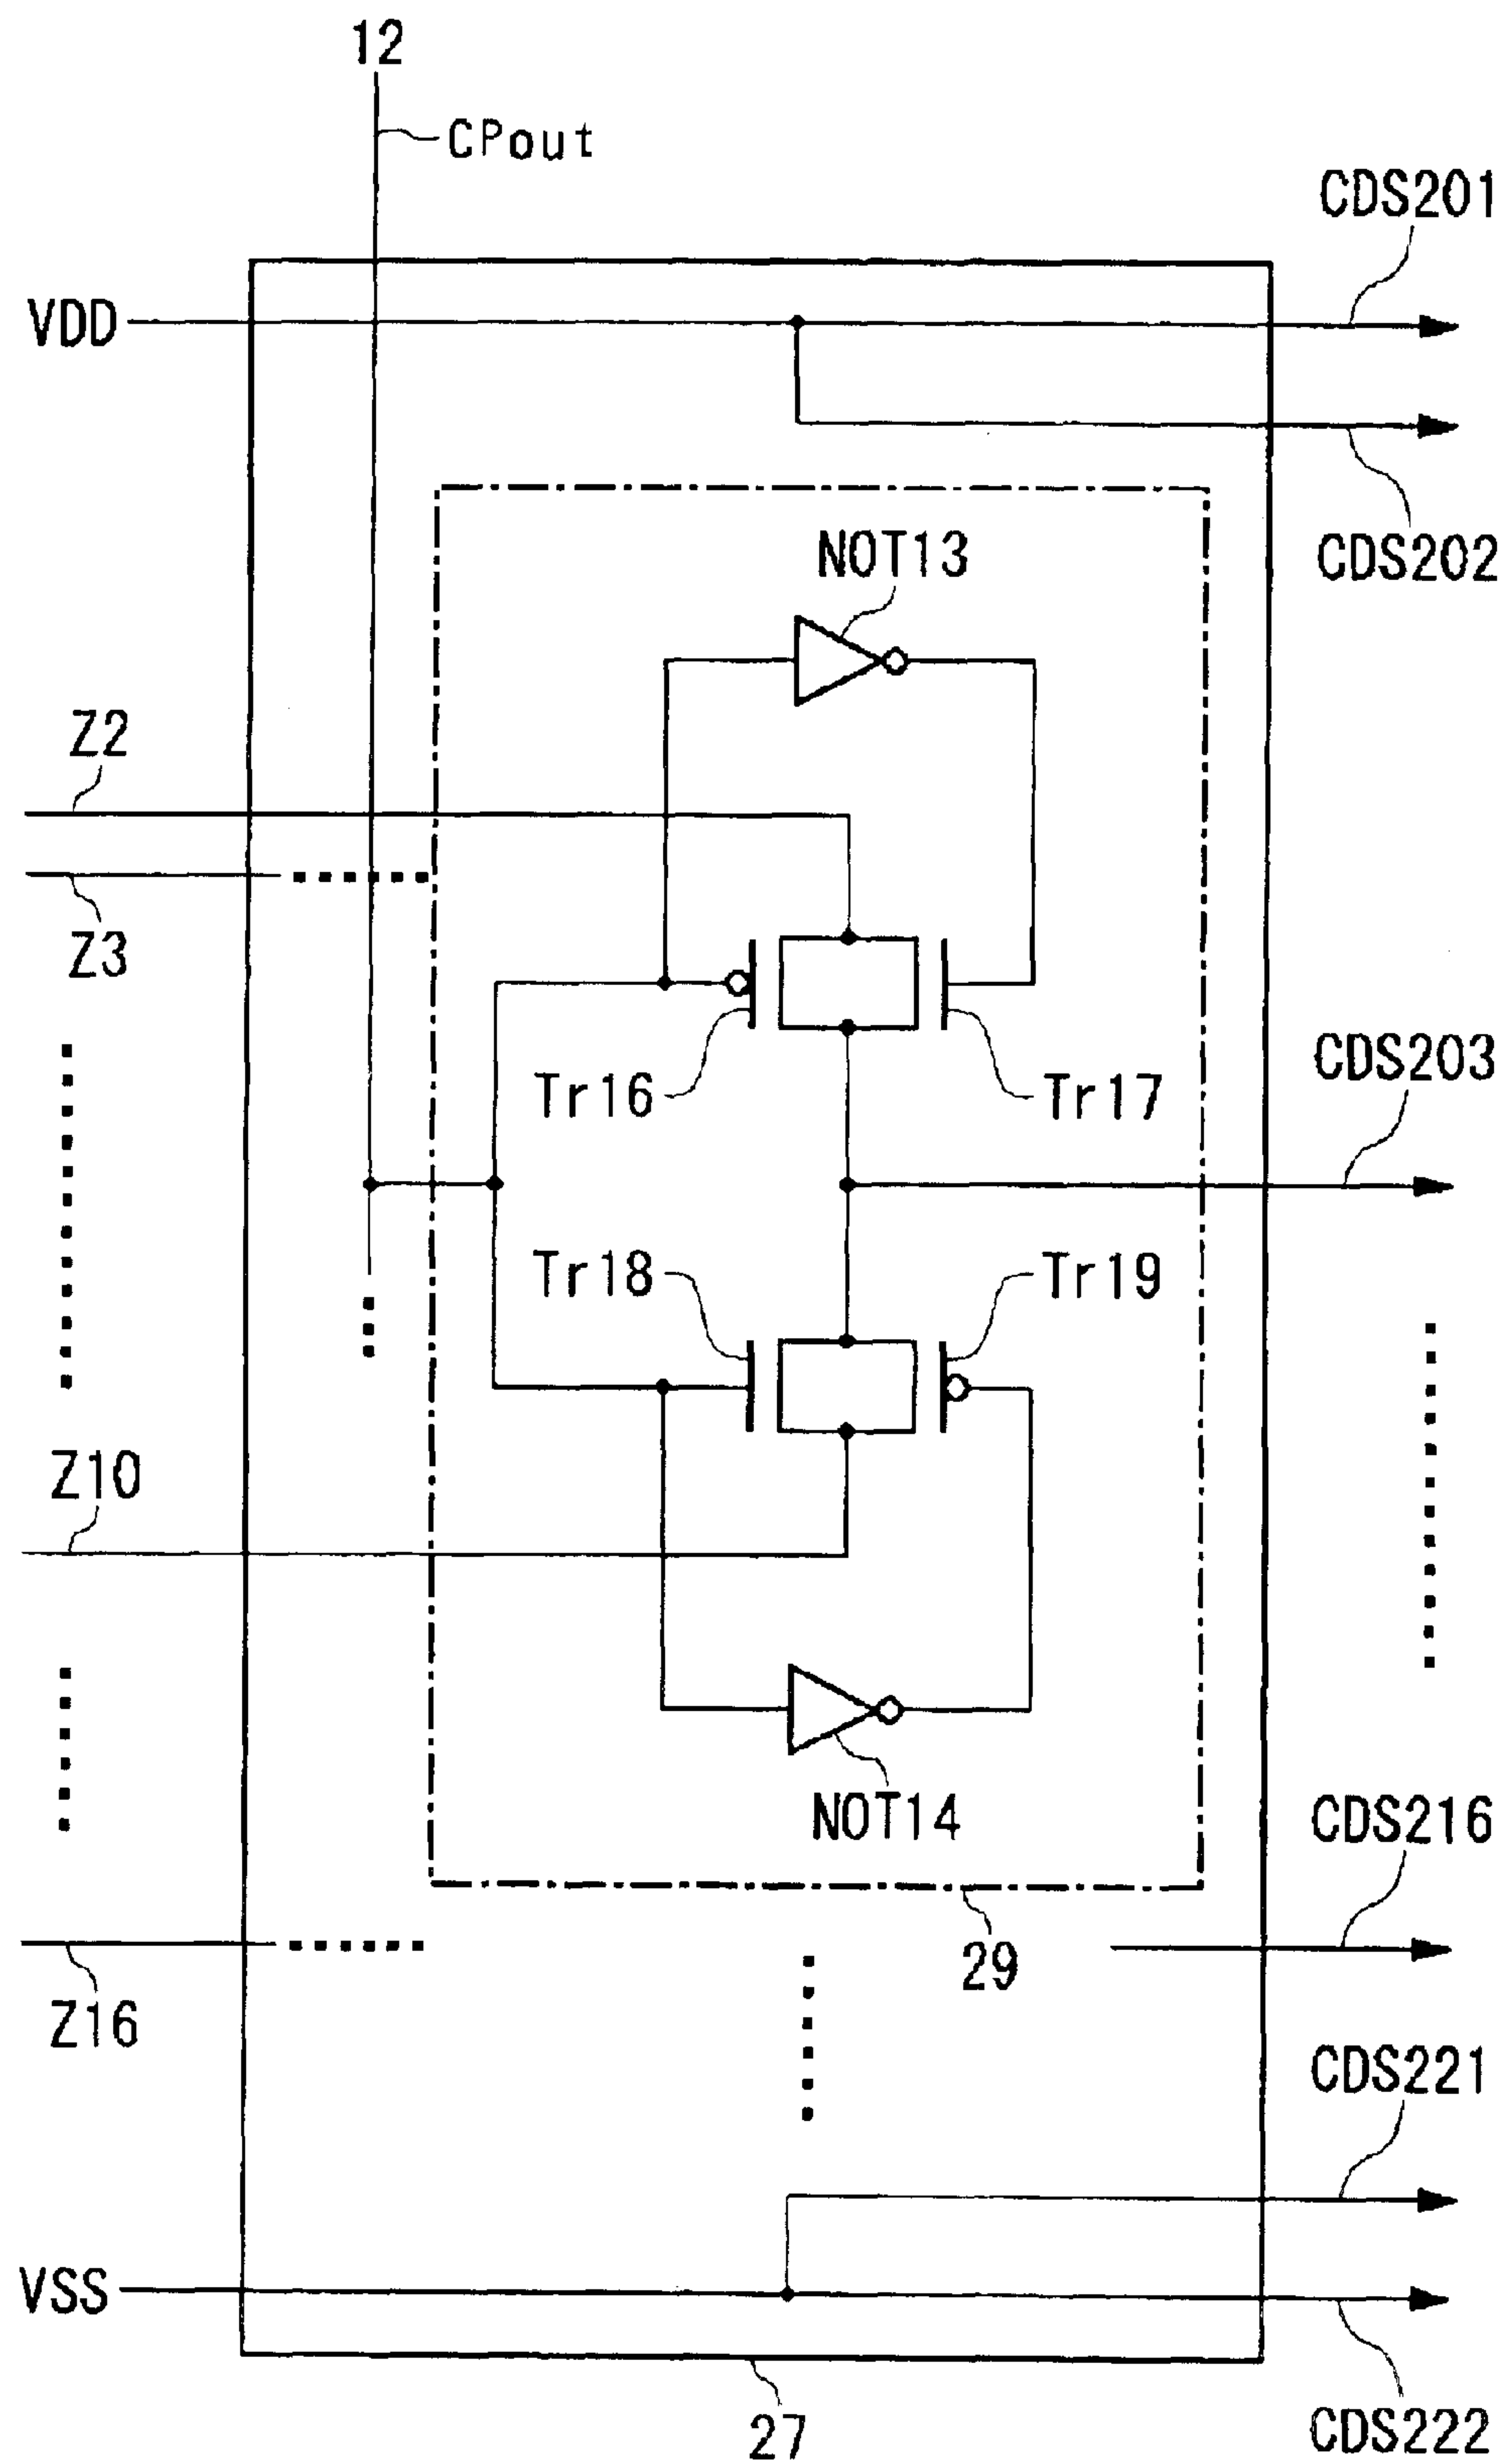 12
CPout
CDS201
VDD
CDS202
NOT13
Z2
Z3
CDS203
Tr16
Tr17
Tr18
Tr19
Z10
NOT14
CDS216
29
Z16
CDS221
VSS
27
CDS222